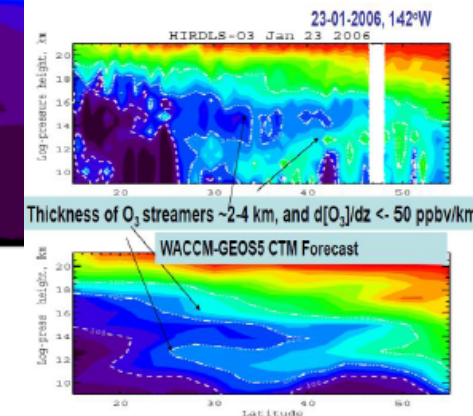 23-01-2006, 142ºW
HIRDLS-O3 Jan 23 2006
Log-pressure height, km
20
18
16
14
12
10
20
30
40
50
Thickness of O₃ streamers ~2-4 km, and d[O₃]/dz <- 50 ppbv/km
WACCM-GEOS5 CTM Forecast
Log-press height, km
20
18
16
14
12
10
20
30
40
50
Latitude